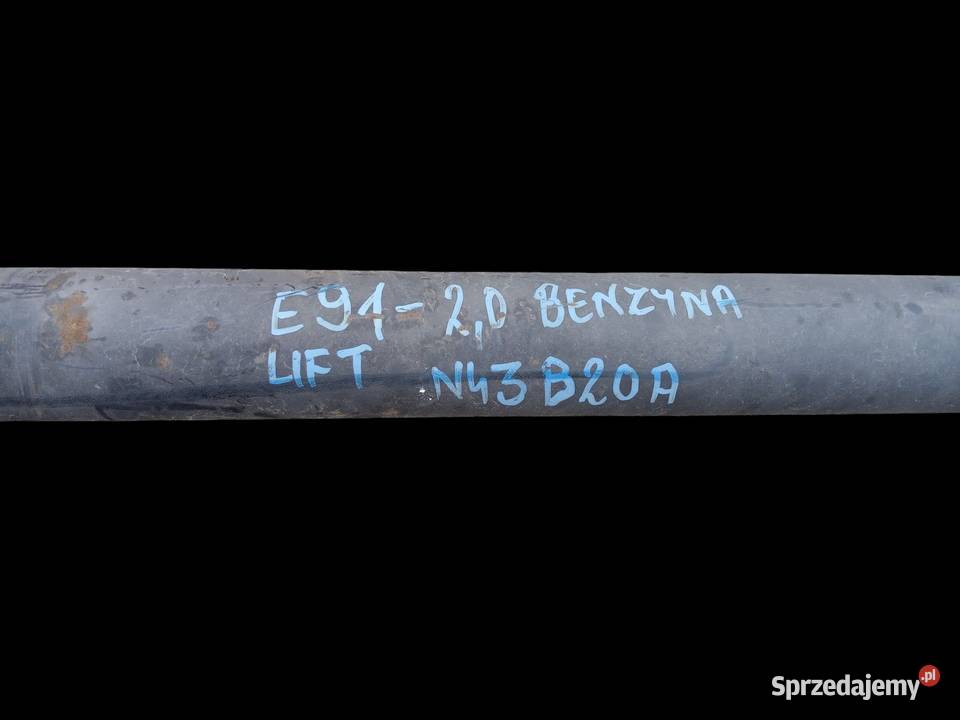 E91 - 2,0 BENZYNA
LIFT N43B20A
Sprzedajemy.pl